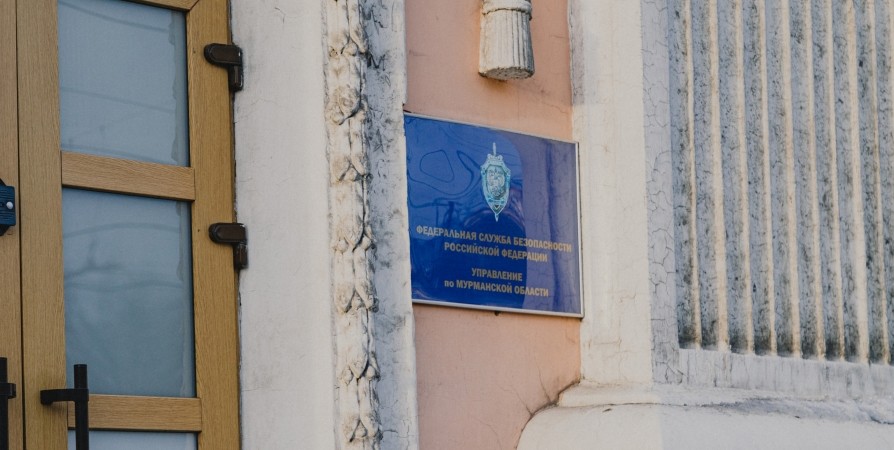 ФЕДЕРАЛЬНАЯ СЛУЖБА БЕЗОПАСНОСТИ
РОССИЙСКОЙ ФЕДЕРАЦИИ
УПРАВЛЕНИЕ
по МУРМАНСКОЙ ОБЛАСТИ